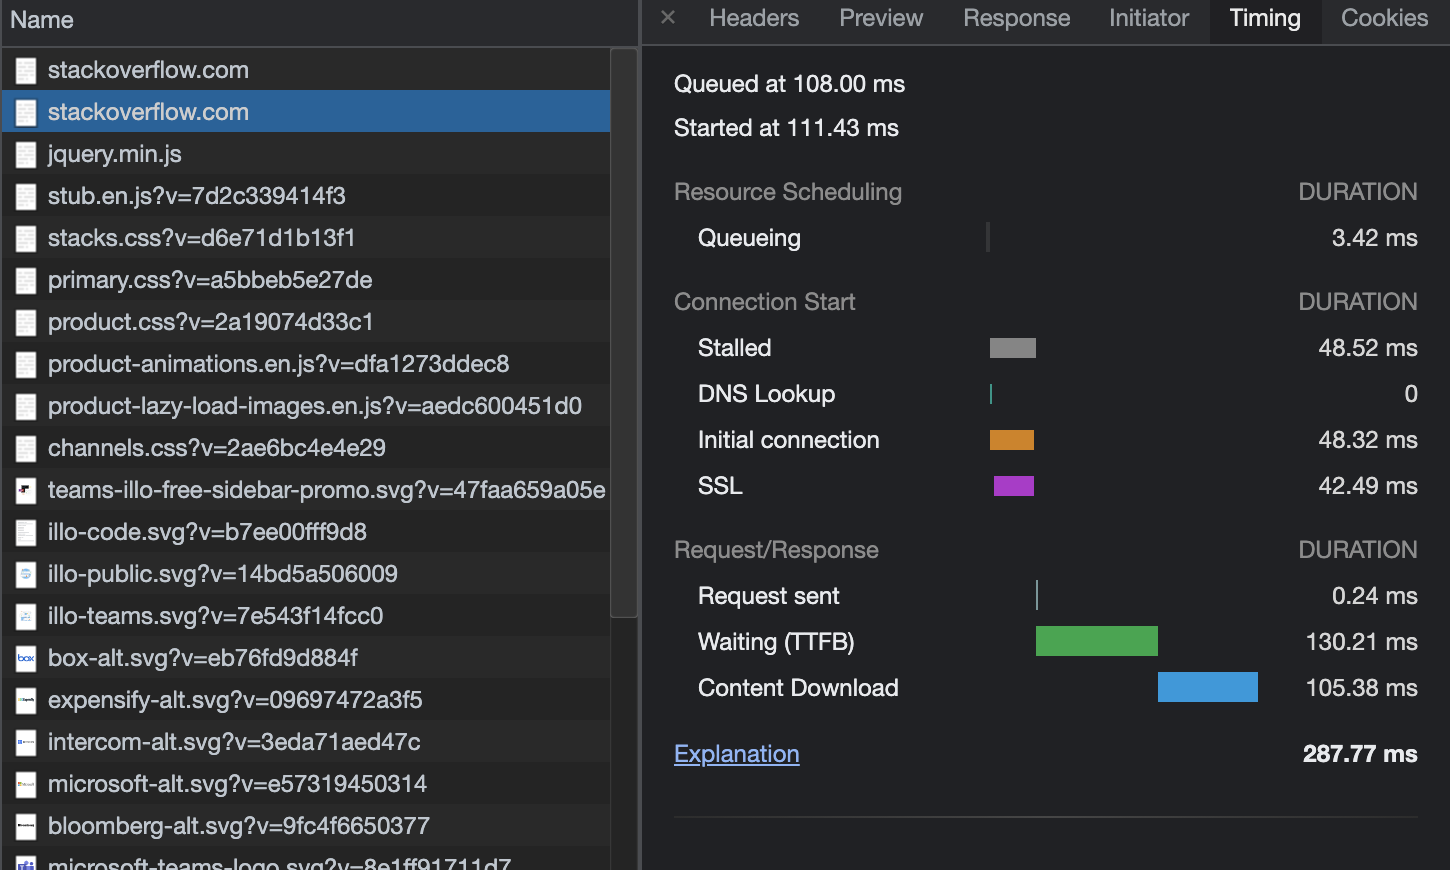 Name
stackoverflow.com
stackoverflow.com
jquery.min.js
stub.en.js?v=7d2c339414f3
stacks.css?v=d6e71d1b13f1
primary.css?v=a5bbeb5e27de
product.css?v=2a19074d33c1
product-animations.en.js?v=dfa1273ddec8
product-lazy-load-images.en.js?v=aedc600451d0
channels.css?v=2ae6bc4e4e29
teams-illo-free-sidebar-promo.svg?v=47faa659a05e
illo-code.svg?v=b7ee00fff9d8
illo-public.svg?v=14bd5a506009
illo-teams.svg?v=7e543f14fcc0
box-alt.svg?v=eb76fd9d884f
expensify-alt.svg?v=09697472a3f5
intercom-alt.svg?v=3eda71aed47c
microsoft-alt.svg?v=e57319450314
bloomberg-alt.svg?v=9fc4f6650377
microsoft-teams-logo.svg?v=8e1ff91711d7
Headers Preview Response Initiator Timing Cookies
Queued at 108.00 ms
Started at 111.43 ms
Resource Scheduling DURATION
Queueing 3.42 ms
Connection Start DURATION
Stalled 48.52 ms
DNS Lookup 0
Initial connection 48.32 ms
SSL 42.49 ms
Request/Response DURATION
Request sent 0.24 ms
Waiting (TTFB) 130.21 ms
Content Download 105.38 ms
Explanation 287.77 ms